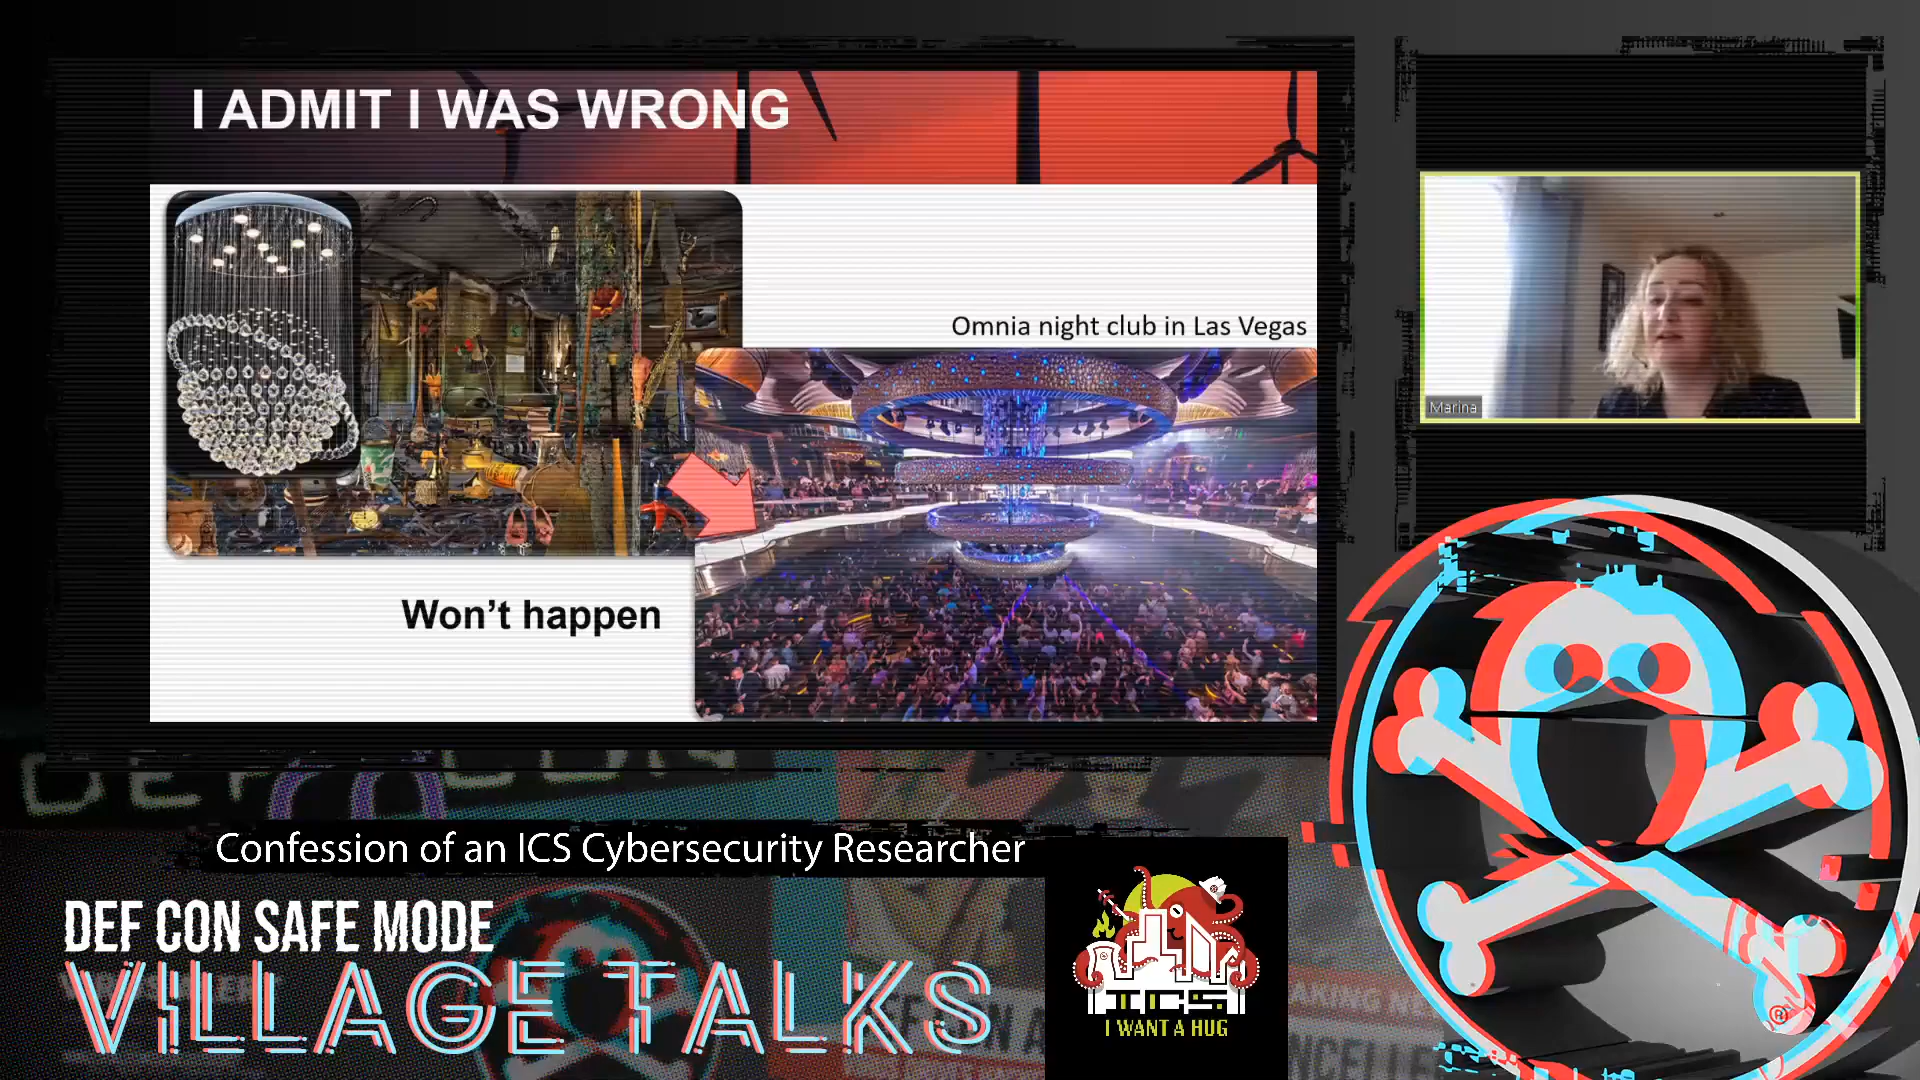 I ADMIT I WAS WRONG
Omnia night club in Las Vegas
Won't happen
Marina
Confession of an ICS Cybersecurity Researcher
DEF CON SAFE MODE
VILLAGE TALKS
ICS
I WANT A HUG
®